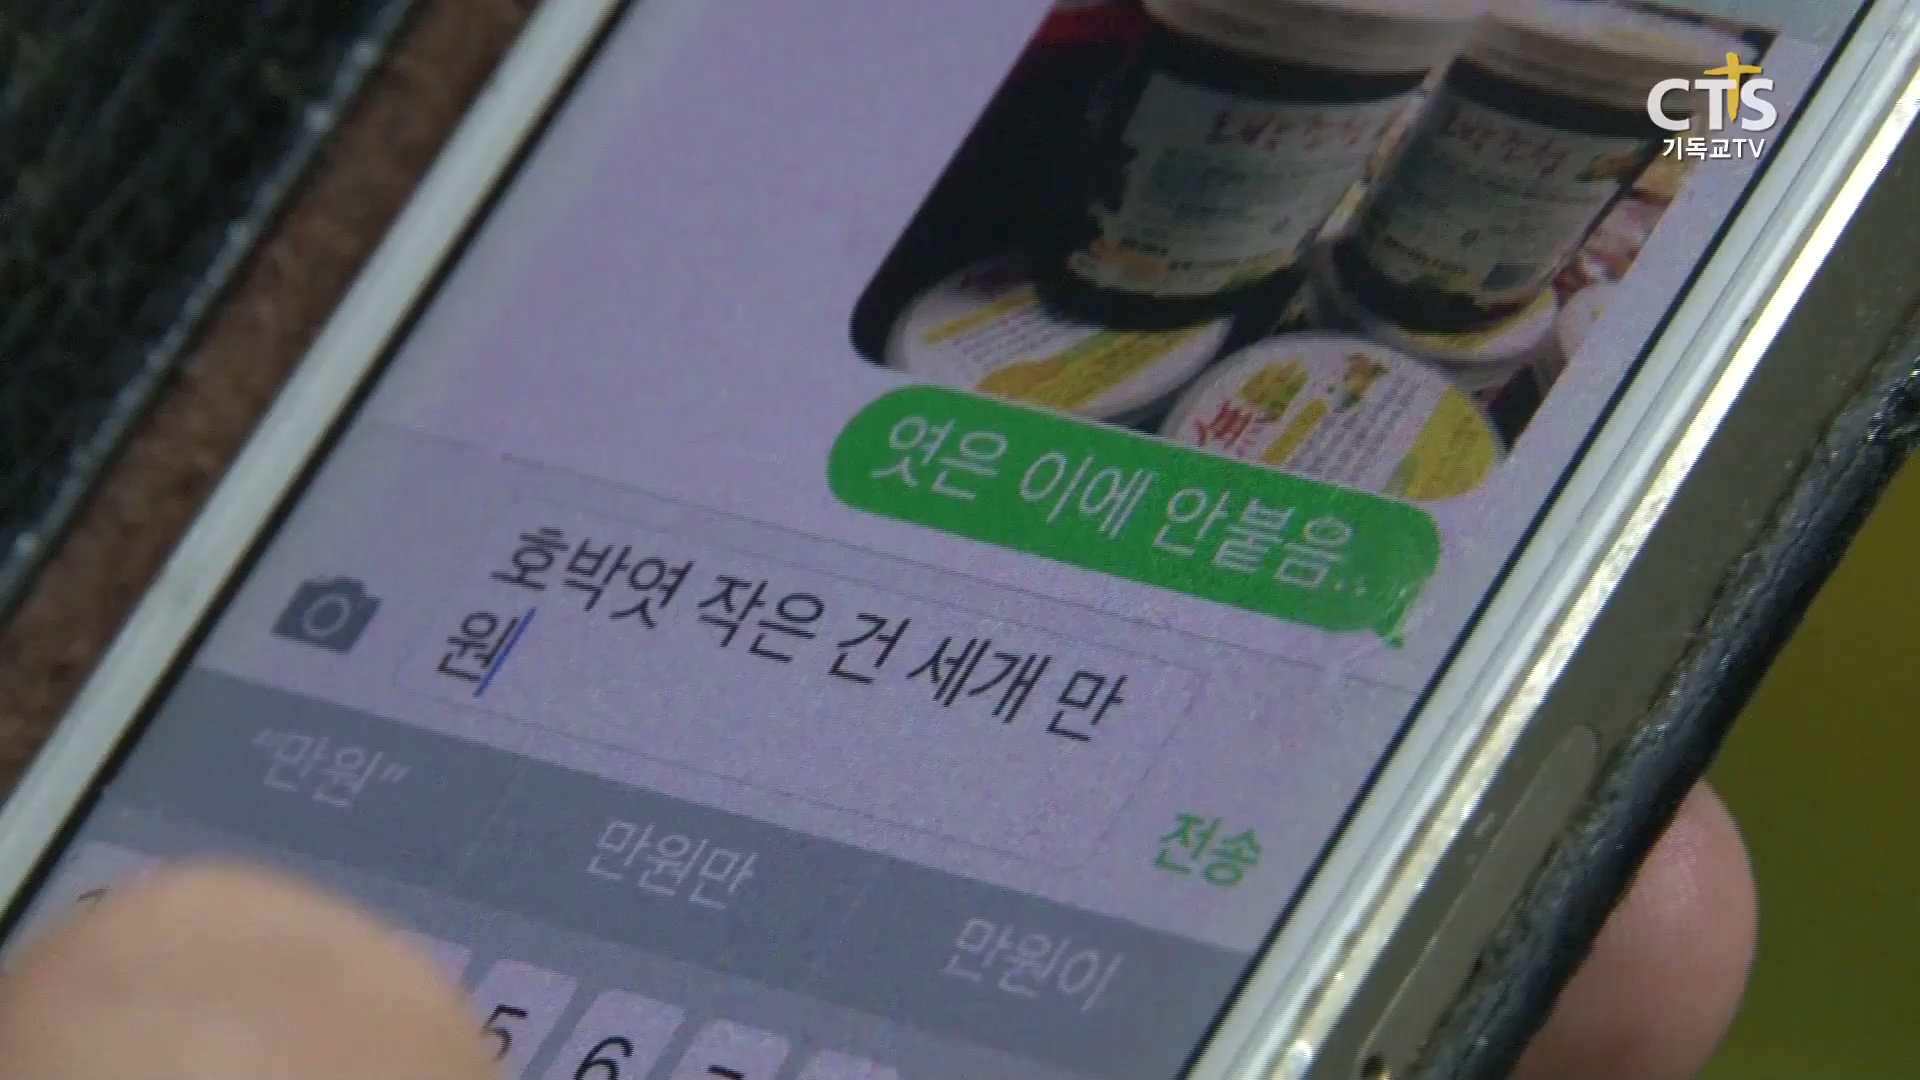 CTS
기독교TV
엿은 이에 안붙음..
호박엿 작은 건 세개 만
원
전송
“만원” 만원만 만원이
5 6 7